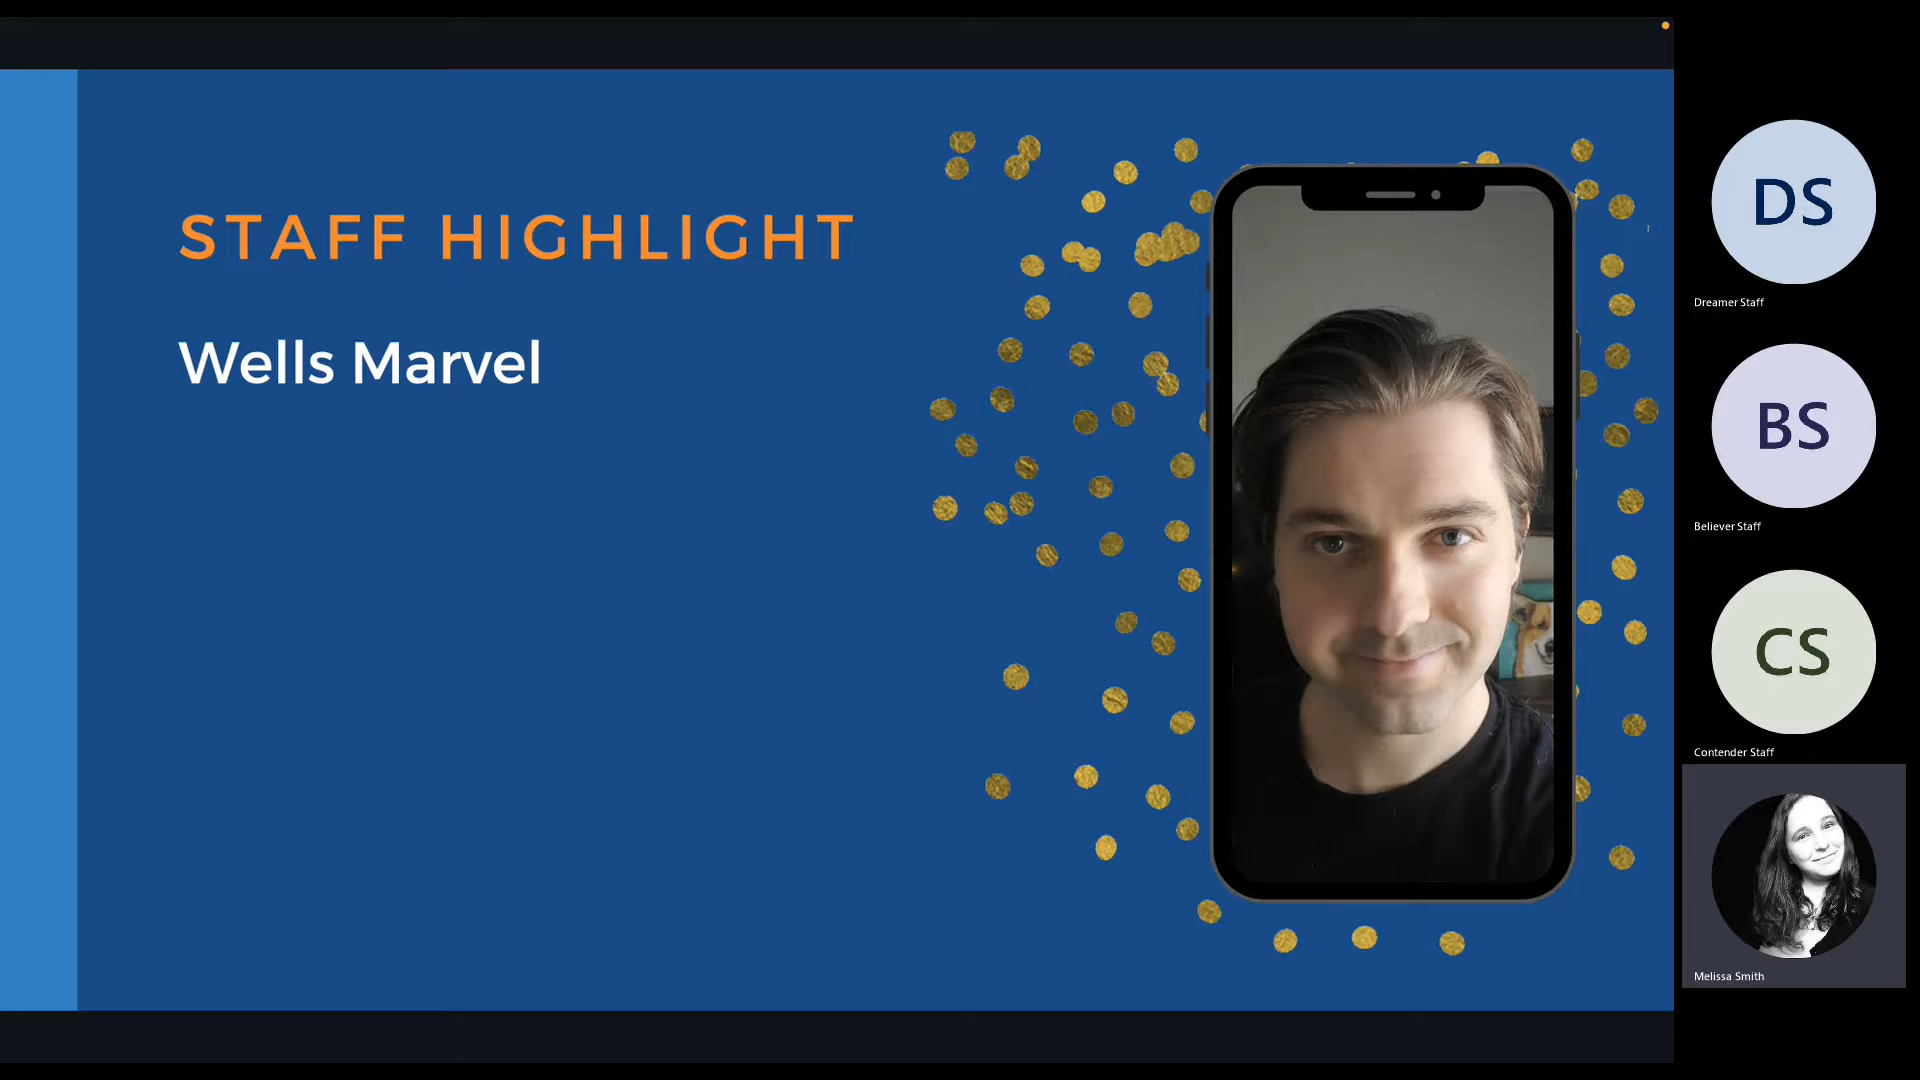 STAFF HIGHLIGHT
Wells Marvel
DS
Dreamer Staff
BS
Believer Staff
CS
Contender Staff
Melissa Smith